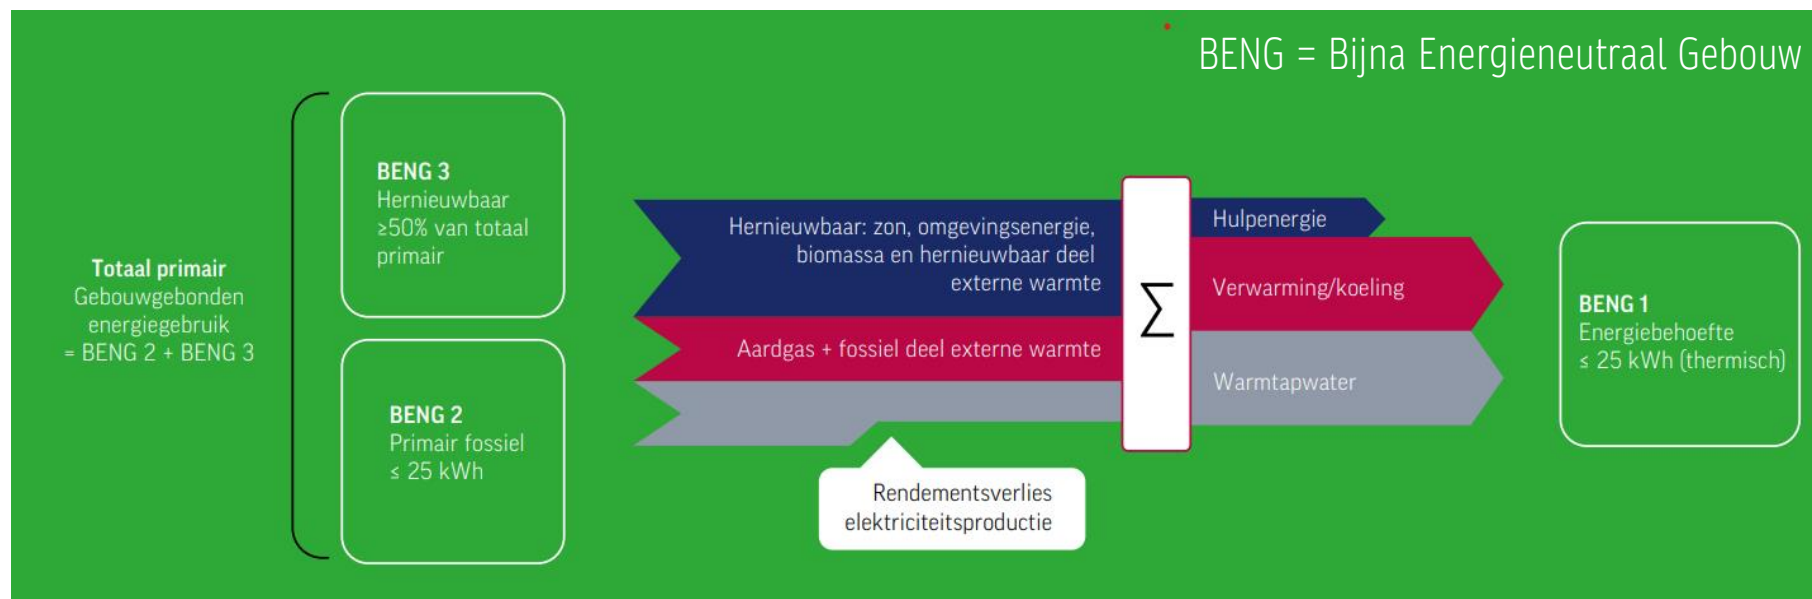 BENG = Bijna Energieneutraal Gebouw
Totaal primair
Gebouwgebonden
energiegebruik
= BENG 2 + BENG 3
BENG 3
Hernieuwbaar
≥50% van totaal
primair
BENG 2
Primair fossiel
≤ 25 kWh
Hernieuwbaar: zon, omgevingsenergie,
biomassa en hernieuwbaar deel
externe warmte
Aardgas + fossiel deel externe warmte
Rendementsverlies
elektriciteitsproductie
∑
Hulpenergie
Verwarming/koeling
Warmtapwater
BENG 1
Energiebehoefte
≤ 25 kWh (thermisch)